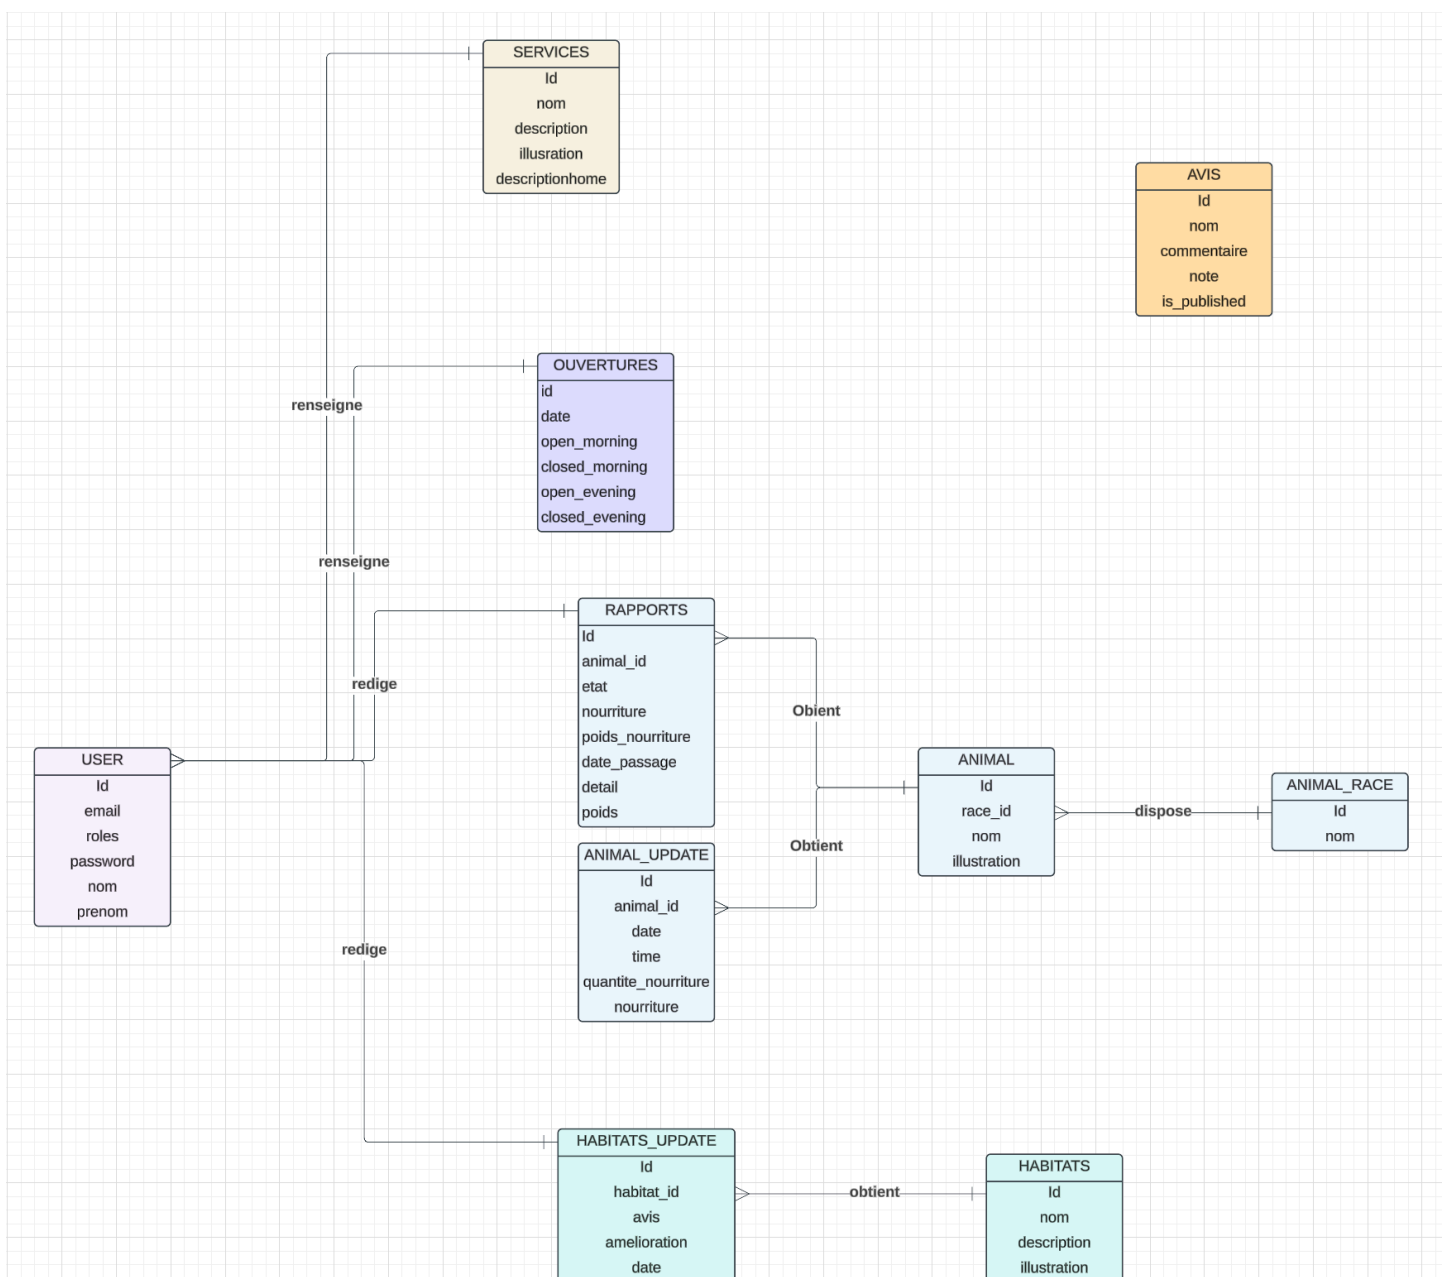 SERVICES
Id
nom
description
illusration
descriptionhome
AVIS
Id
nom
commentaire
note
is_published
OUVERTURES
id
date
open_morning
closed_morning
open_evening
closed_evening
renseigne
renseigne
redige
RAPPORTS
Id
animal_id
etat
nourriture
poids_nourriture
date_passage
detail
poids
Obient
USER
Id
email
roles
password
nom
prenom
ANIMAL
Id
race_id
nom
illustration
dispose
ANIMAL_RACE
Id
nom
Obtient
ANIMAL_UPDATE
Id
animal_id
date
time
quantite_nourriture
nourriture
redige
HABITATS_UPDATE
Id
habitat_id
avis
amelioration
date
obtient
HABITATS
Id
nom
description
illustration